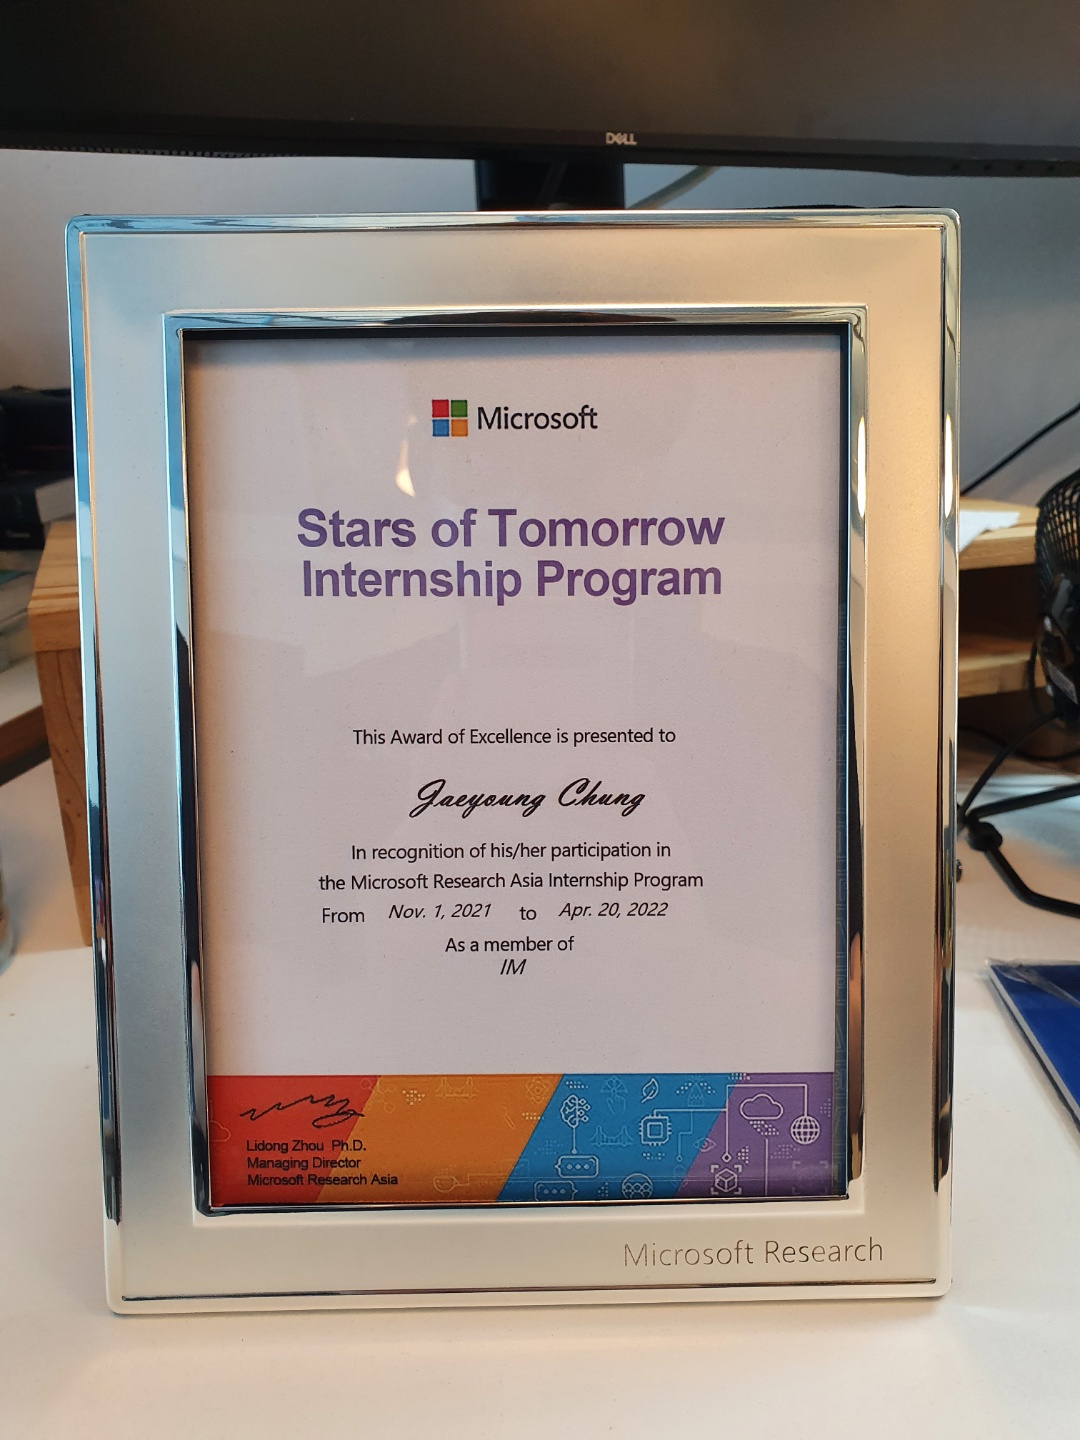 DELL
Microsoft
Stars of Tomorrow
Internship Program
This Award of Excellence is presented to
Jaeyoung Chung
In recognition of his/her participation in
the Microsoft Research Asia Internship Program
From Nov. 1, 2021 to Apr. 20, 2022
As a member of
IM
Lidong Zhou Ph.D.
Managing Director
Microsoft Research Asia
Microsoft Research